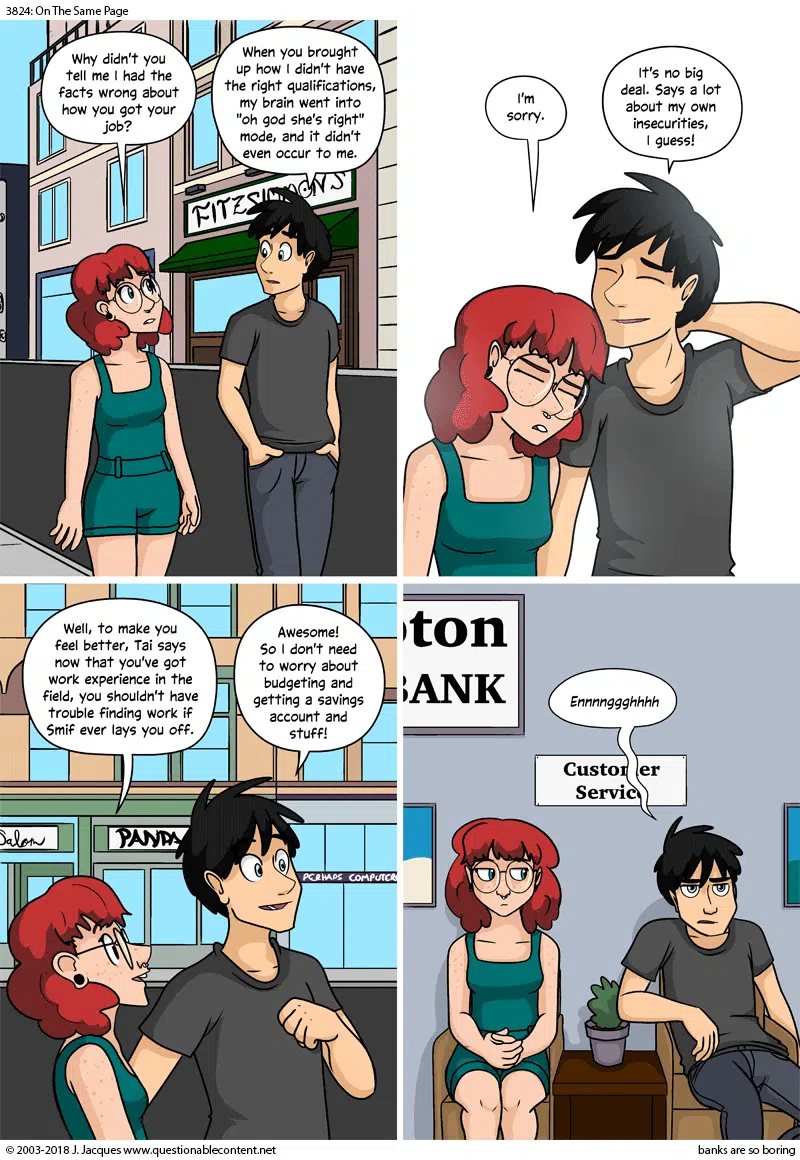 3824: On The Same Page
Why didn't you
tell me I had the
facts wrong about
how you got your
job?
When you brought
up how I didn't have
the right qualifications,
my brain went into
"oh god she's right"
mode, and it didn't
even occur to me.
FITZSIMMONS
I'm
sorry.
It's no big
deal. Says a lot
about my own
insecurities,
I guess!
Well, to make you
feel better, Tai says
now that you've got
work experience in the
field, you shouldn't have
trouble finding work if
Smif ever lays you off.
Awesome!
So I don't need
to worry about
budgeting and
getting a savings
account and
stuff!
Salon
PANDA
PERHAPS COMPUTERS
pton
BANK
Ennnnggghhhh
Customer
Service
© 2003-2018 J. Jacques www.questionablecontent.net
banks are so boring